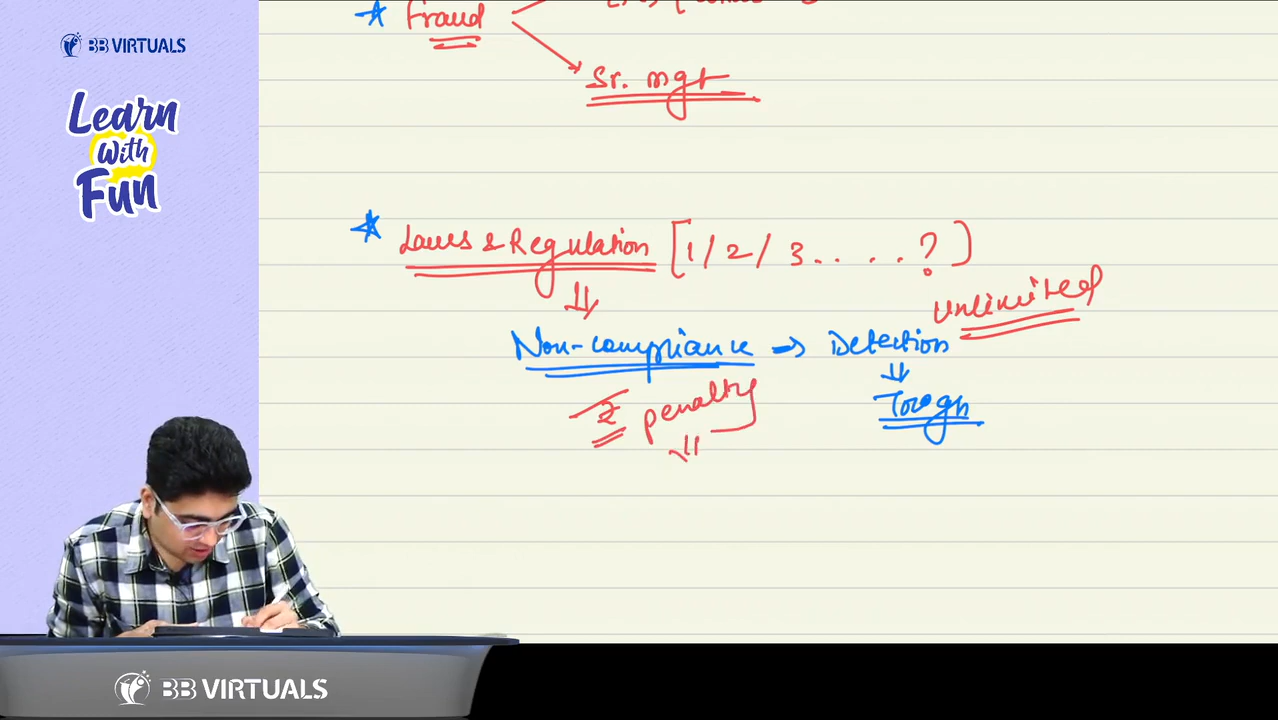 BB VIRTUALS
Learn
with
Fun
* Fraud
Sr. mgt
* Laws & Regulation [1/2/3. . . . . ?]
Unlimited
Non-compliance → Detection
₹ penalty
Tough
BB VIRTUALS